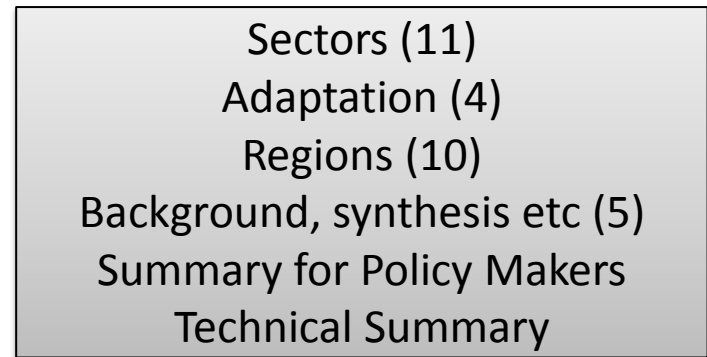 Sectors (11)
Adaptation (4)
Regions (10)
Background, synthesis etc (5)
Summary for Policy Makers
Technical Summary